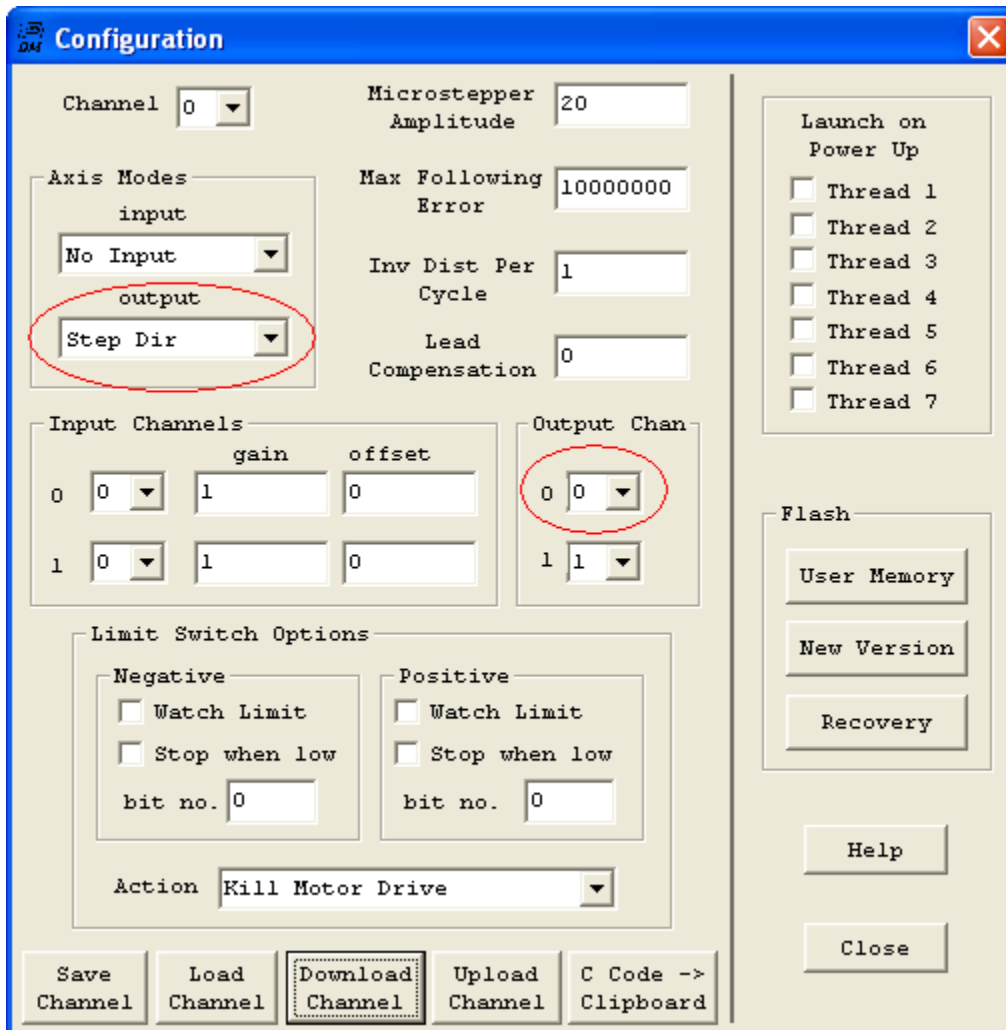 Configuration
Channel 0
Microstepper
Amplitude
20
Axis Modes
input
No Input
output
Step Dir
Max Following
Error
10000000
Inv Dist Per
Cycle
1
Lead
Compensation
0
Launch on
Power Up
Thread 1
Thread 2
Thread 3
Thread 4
Thread 5
Thread 6
Thread 7
Input Channels
gain offset
0 0 1 0
1 0 1 0
Output Chan
0 0
1 1
Flash
User Memory
New Version
Recovery
Limit Switch Options
Negative
Watch Limit
Stop when low
bit no. 0
Positive
Watch Limit
Stop when low
bit no. 0
Action Kill Motor Drive
Help
Close
Save
Channel
Load
Channel
Download
Channel
Upload
Channel
C Code ->
Clipboard